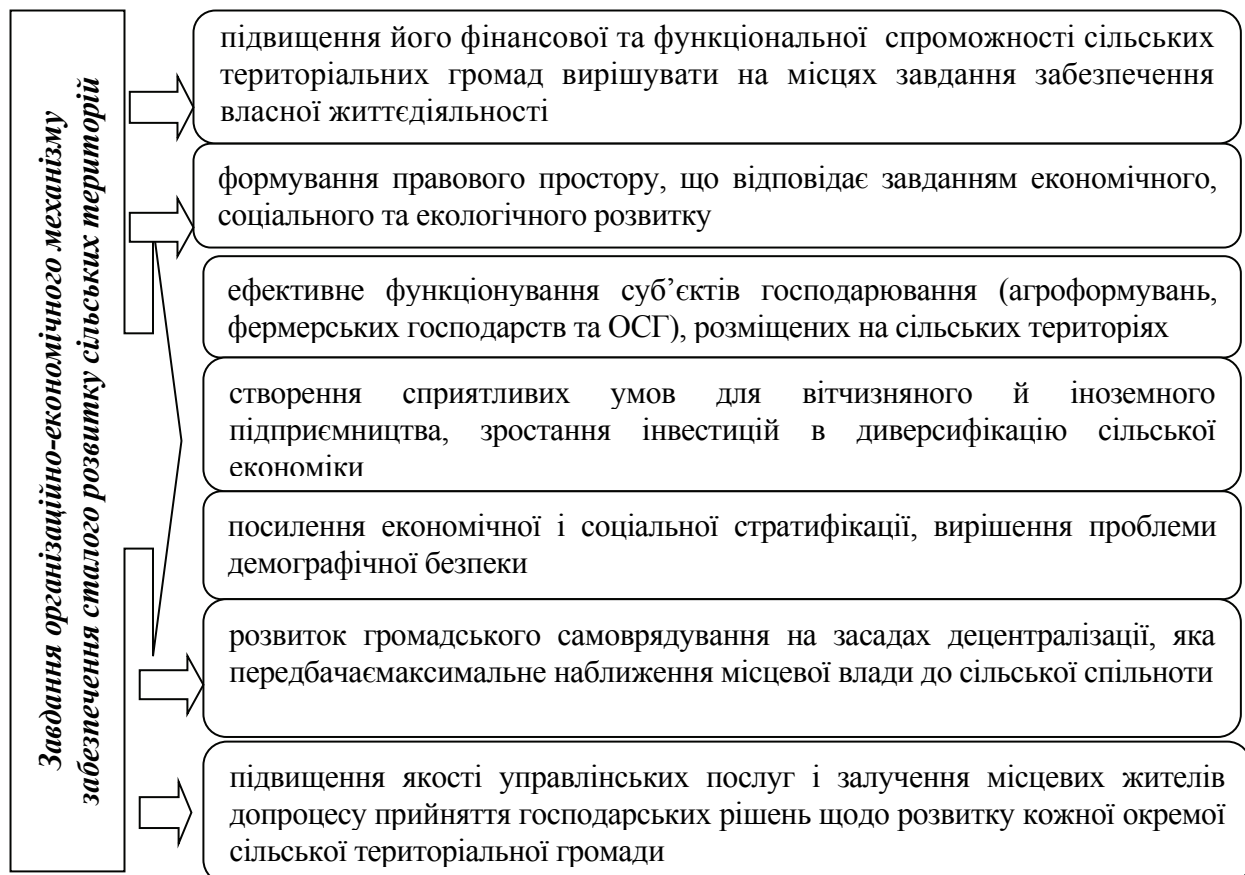 Завдання організаційно-економічного механізму
забезпечення сталого розвитку сільських територій
підвищення його фінансової та функціональної спроможності сільських
територіальних громад вирішувати на місцях завдання забезпечення
власної життєдіяльності
формування правового простору, що відповідає завданням економічного,
соціального та екологічного розвитку
ефективне функціонування суб’єктів господарювання (агроформувань,
фермерських господарств та ОСГ), розміщених на сільських територіях
створення сприятливих умов для вітчизняного й іноземного
підприємництва, зростання інвестицій в диверсифікацію сільської
економіки
посилення економічної і соціальної стратифікації, вирішення проблеми
демографічної безпеки
розвиток громадського самоврядування на засадах децентралізації, яка
передбачаємаксимальне наближення місцевої влади до сільської спільноти
підвищення якості управлінських послуг і залучення місцевих жителів
допроцесу прийняття господарських рішень щодо розвитку кожної окремої
сільської територіальної громади